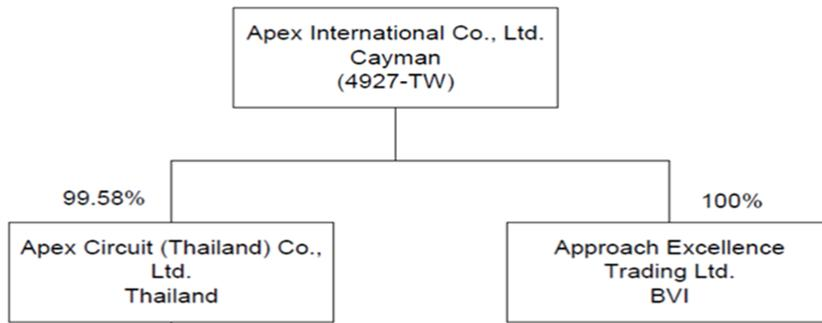 Apex International Co., Ltd.
Cayman
(4927-TW)
99.58%
100%
Apex Circuit (Thailand) Co.,
Ltd.
Thailand
Approach Excellence
Trading Ltd.
BVI